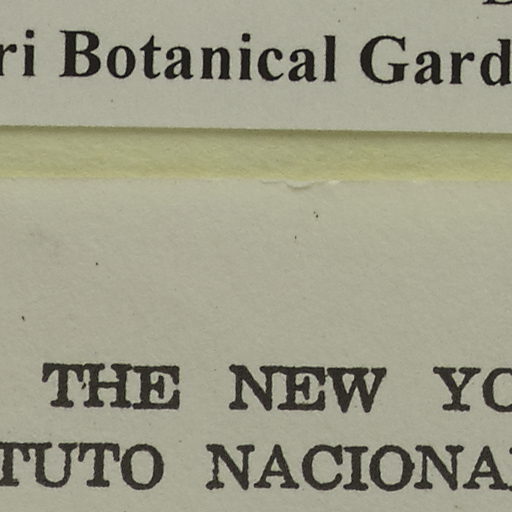 ri Botanical Gard
THE NEW YO
TUTO NACIONA